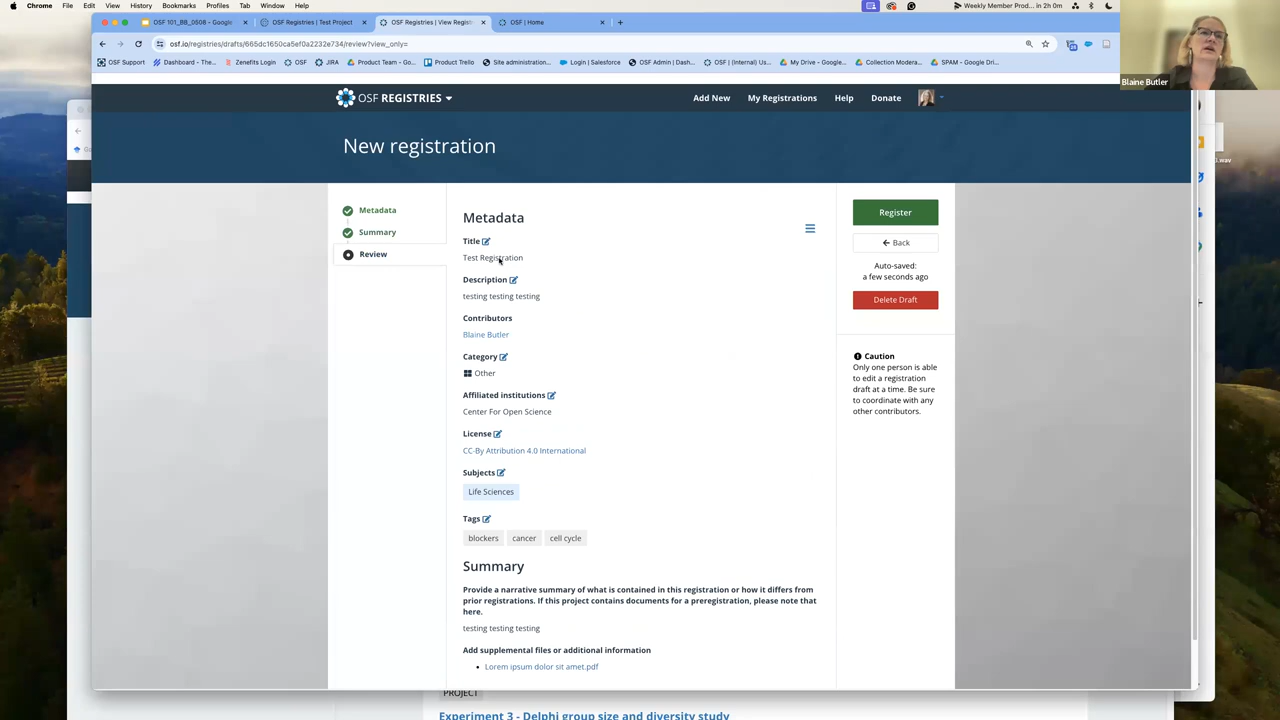 Chrome File Edit View History Bookmarks Profiles Tab Window Help
Weekly Member Prod... in 2h 0m
OSF 101_BB_0508 - Google
OSF Registries | Test Project
OSF Registries | View Regis
OSF | Home
osf.io/registries/drafts/665dc1650ca5ef0a2232e734/review?view_only=
OSF Support Dashboard - The... Zenefits Login OSF JIRA Product Team - Go... Product Trello Site administration... Login | Salesforce OSF Admin | Dash... OSF | (Internal) Us... My Drive - Google... Collection Modera... SPAM - Google Dri...
Blaine Butler
OSF REGISTRIES
Add New My Registrations Help Donate
New registration
Metadata
Summary
Review
Metadata
Title
Test Registration
Description
testing testing testing
Contributors
Blaine Butler
Category
Other
Affiliated institutions
Center For Open Science
License
CC-By Attribution 4.0 International
Subjects
Life Sciences
Tags
blockers cancer cell cycle
Summary
Provide a narrative summary of what is contained in this registration or how it differs from
prior registrations. If this project contains documents for a preregistration, please note that
here.
testing testing testing
Add supplemental files or additional information
Lorem ipsum dolor sit amet.pdf
Register
Back
Auto-saved:
a few seconds ago
Delete Draft
Caution
Only one person is able
to edit a registration
draft at a time. Be sure
to coordinate with any
other contributors.
PROJECT
Experiment 3 - Delphi group size and diversity study